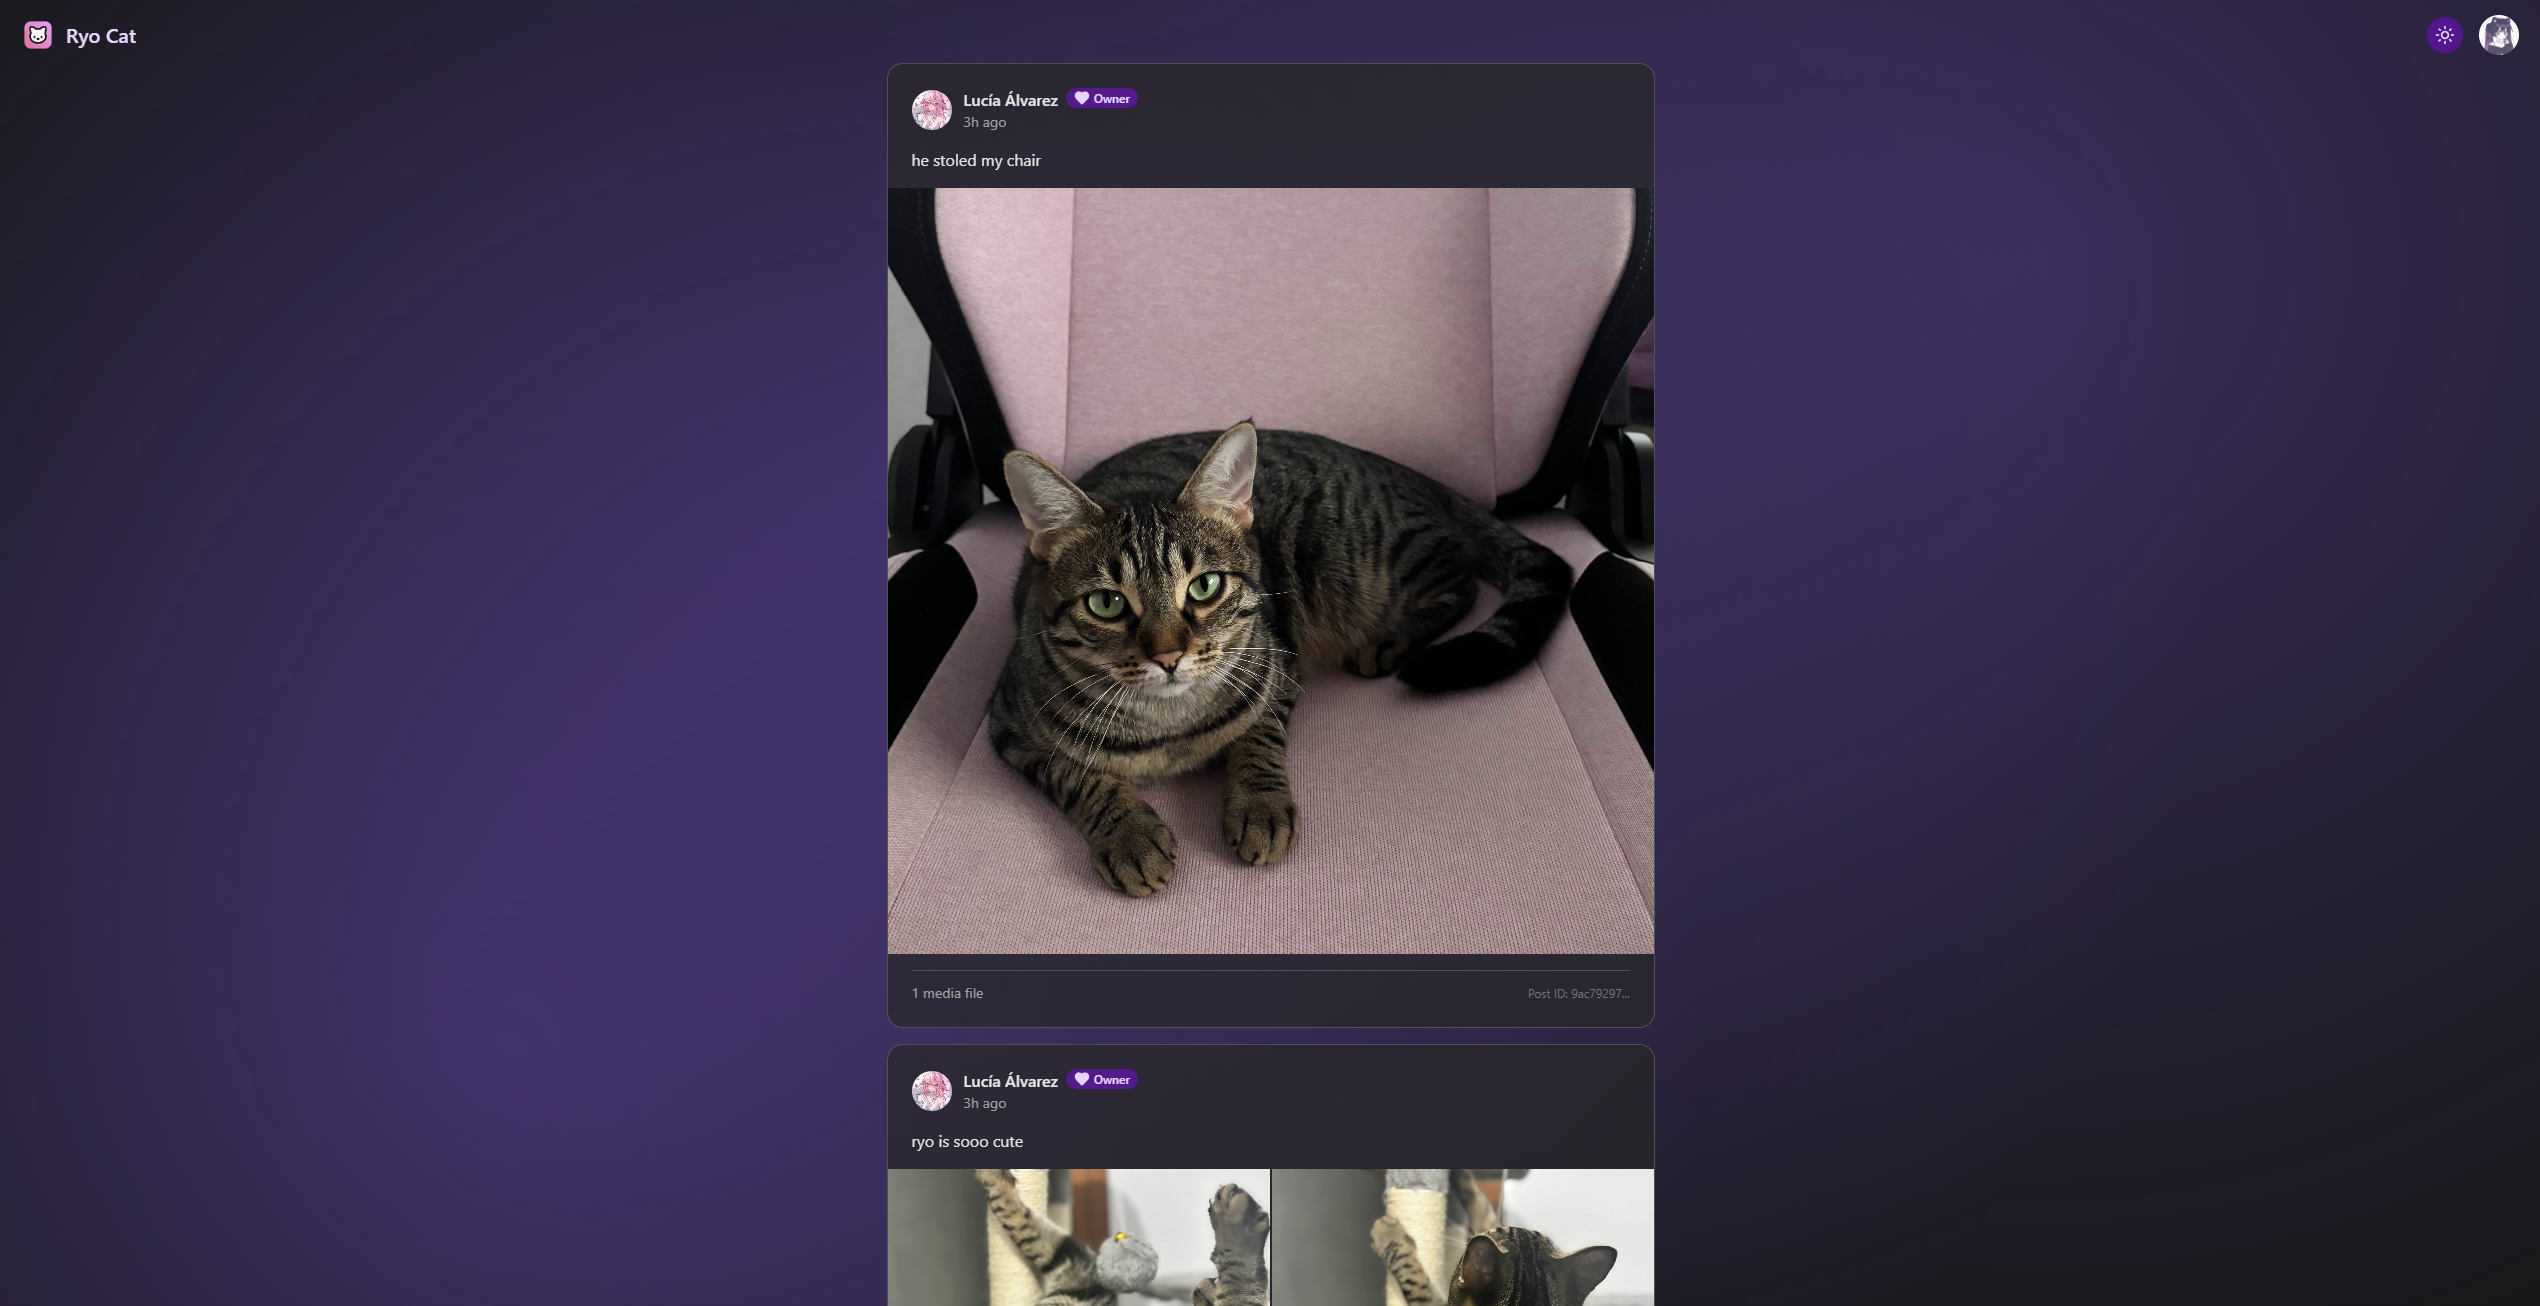 Ryo Cat
Lucía Álvarez Owner
3h ago
he stoled my chair
1 media file
Post ID: 9ac79297...
Lucía Álvarez Owner
3h ago
ryo is sooo cute